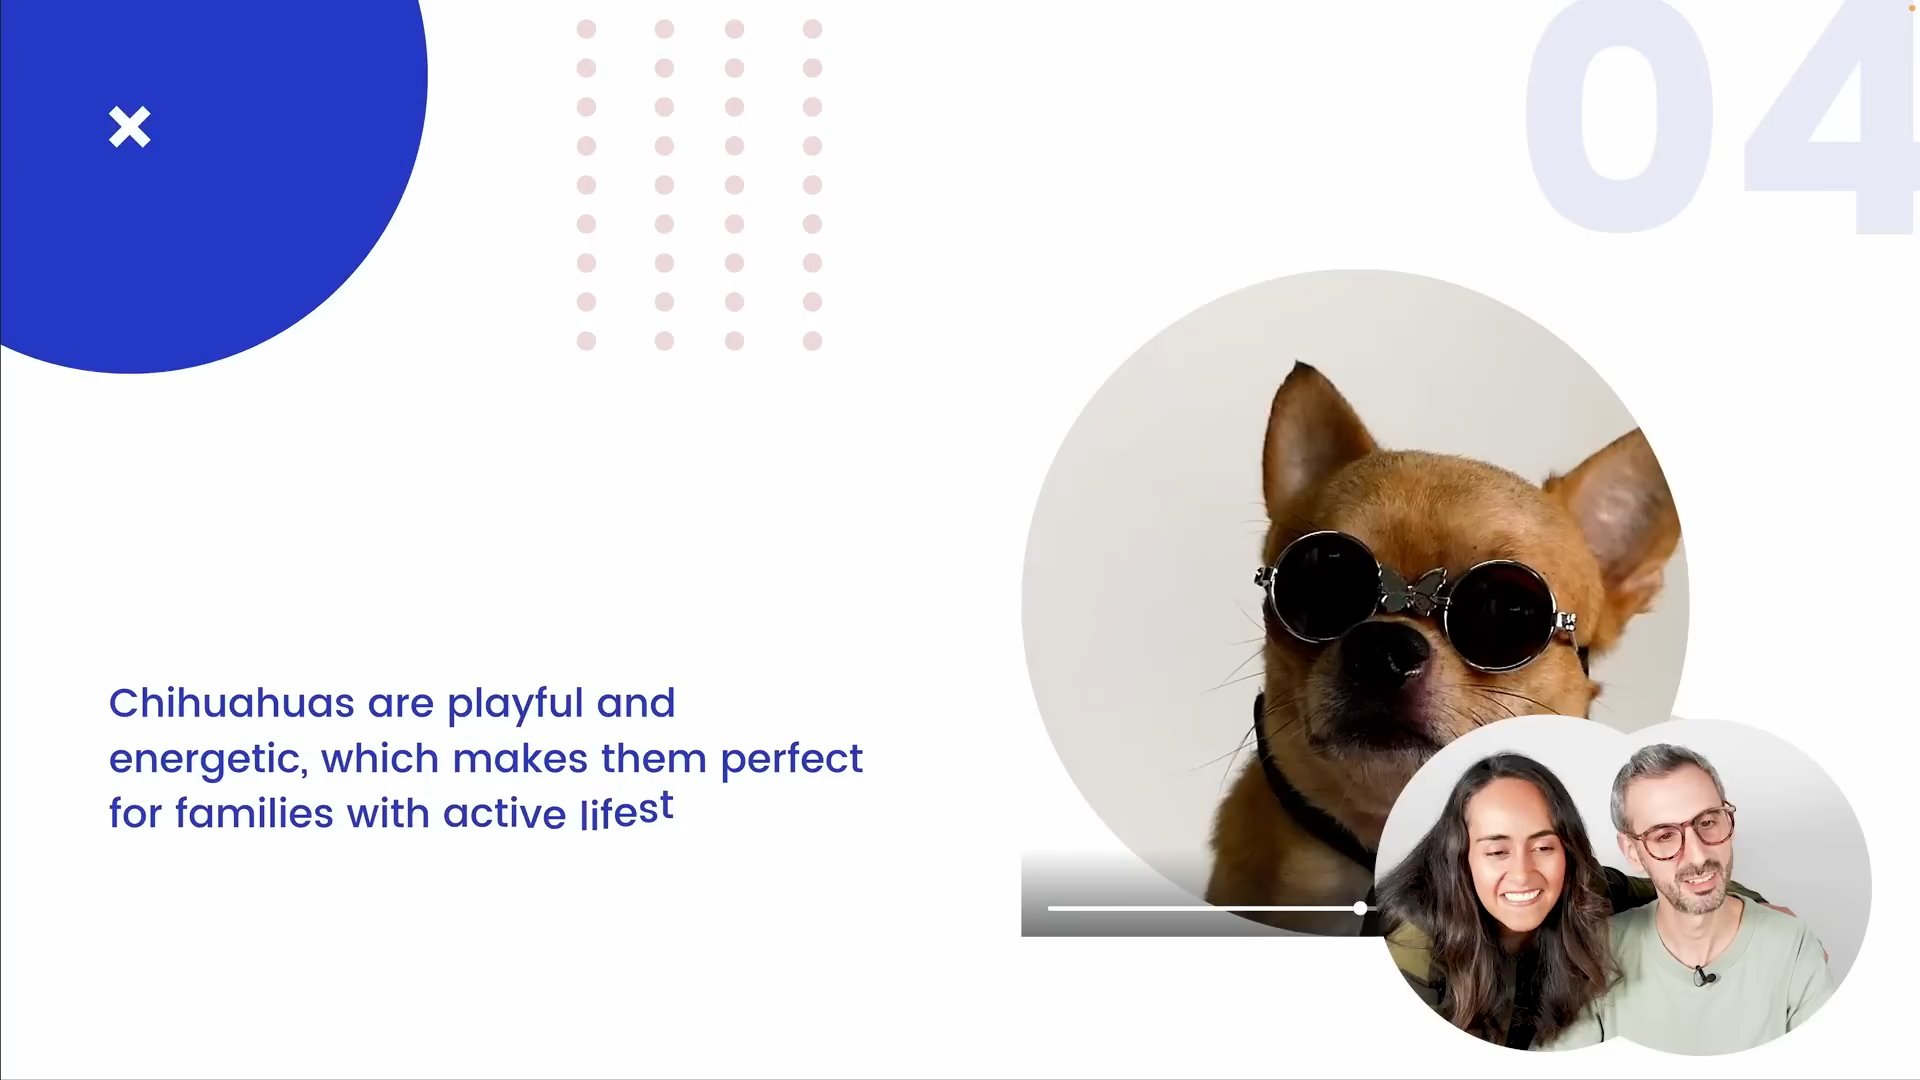 04
Chihuahuas are playful and
energetic, which makes them perfect
for families with active lifest